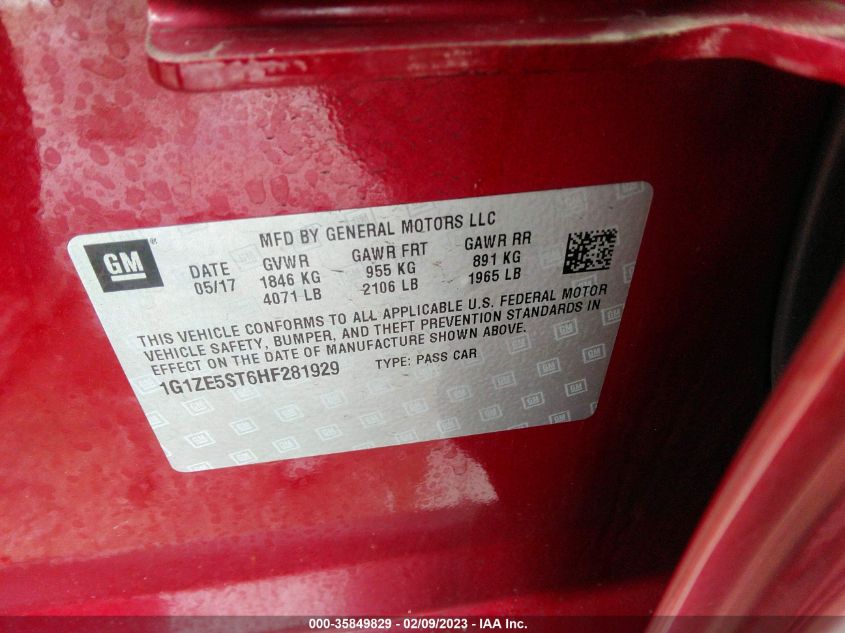 GM
®
MFD BY GENERAL MOTORS LLC
DATE GVWR GAWR FRT GAWR RR
05/17 1846 KG 955 KG 891 KG
4071 LB 2106 LB 1965 LB
THIS VEHICLE CONFORMS TO ALL APPLICABLE U.S. FEDERAL MOTOR
VEHICLE SAFETY, BUMPER, AND THEFT PREVENTION STANDARDS IN
EFFECT ON THE DATE OF MANUFACTURE SHOWN ABOVE.
1G1ZE5ST6HF281929 TYPE: PASS CAR
000-35849829 - 02/09/2023 - IAA Inc.